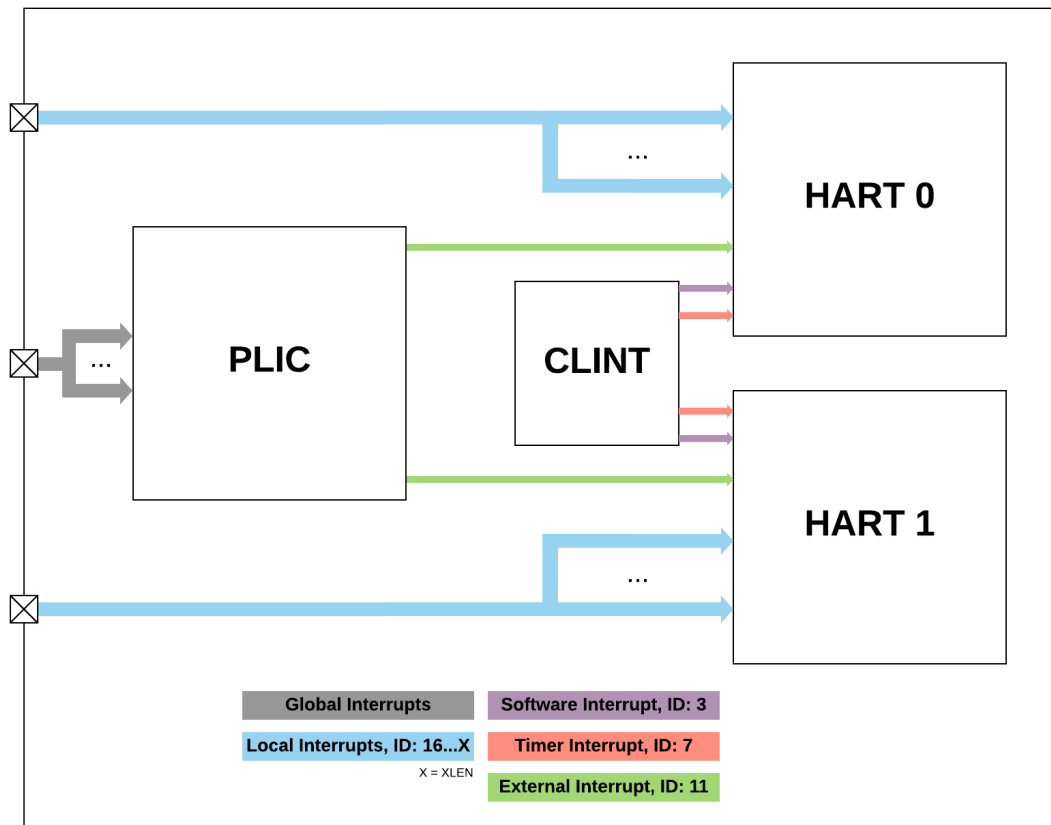 ...
HART 0
PLIC
...
CLINT
HART 1
...
Global Interrupts
Software Interrupt, ID: 3
Local Interrupts, ID: 16...X
Timer Interrupt, ID: 7
X = XLEN
External Interrupt, ID: 11